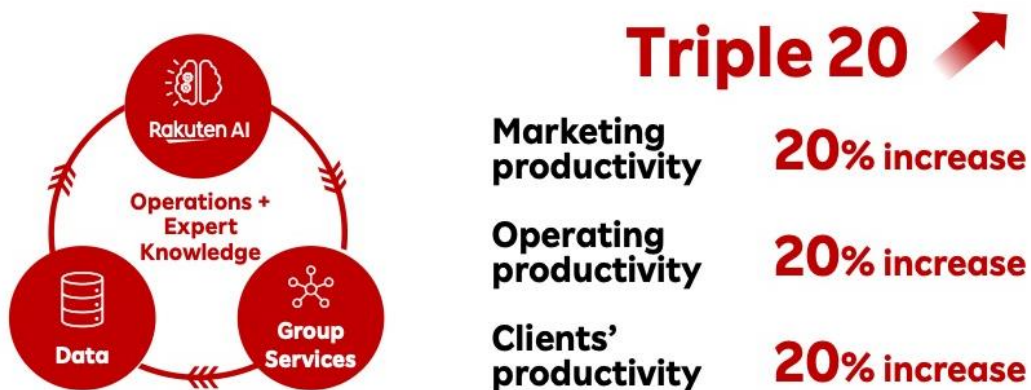 Rakuten AI
Operations +
Expert
Knowledge
Data
Group
Services
Triple 20
Marketing
productivity
20% increase
Operating
productivity
20% increase
Clients’
productivity
20% increase